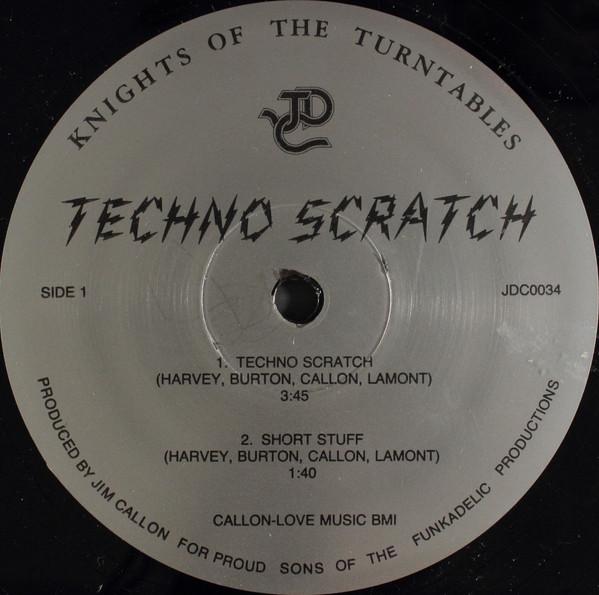 KNIGHTS OF THE TURNTABLES
JDC
TECHNO SCRATCH
SIDE 1
JDC0034
1. TECHNO SCRATCH
(HARVEY, BURTON, CALLON, LAMONT)
3:45
2. SHORT STUFF
(HARVEY, BURTON, CALLON, LAMONT)
1:40
CALLON-LOVE MUSIC BMI
PRODUCED BY JIM CALLON FOR PROUD SONS OF THE FUNKADELIC PRODUCTIONS